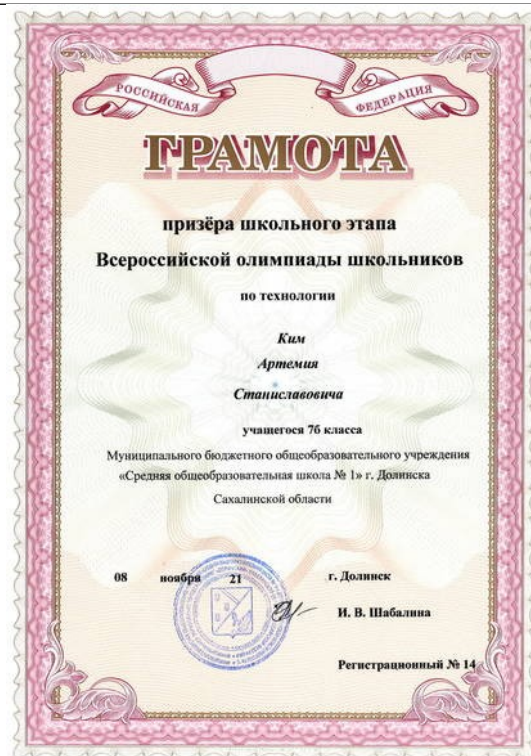 РОССИЙСКАЯ
ФЕДЕРАЦИЯ
ГРАМОТА
призёра школьного этапа
Всероссийской олимпиады школьников
по технологии
Ким
Артемия
Станиславовича
учащегося 7б класса
Муниципального бюджетного общеобразовательного учреждения
«Средняя общеобразовательная школа № 1» г. Долинска
Сахалинской области
08 ноября 21 г. Долинск
И. В. Шабалина
Регистрационный № 14